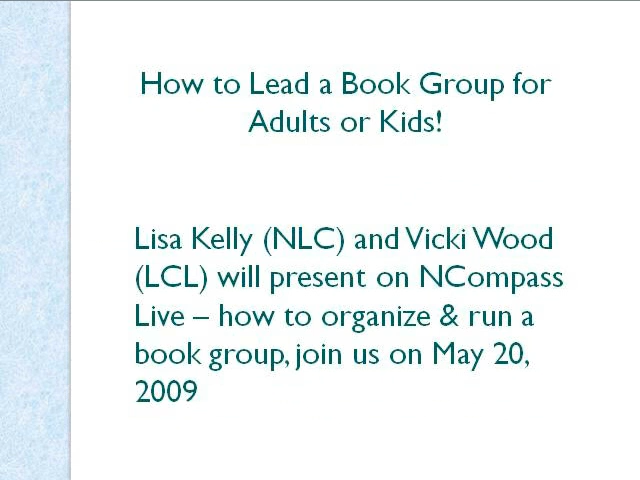 How to Lead a Book Group for
Adults or Kids!
Lisa Kelly (NLC) and Vicki Wood
(LCL) will present on NCompass
Live – how to organize & run a
book group, join us on May 20,
2009